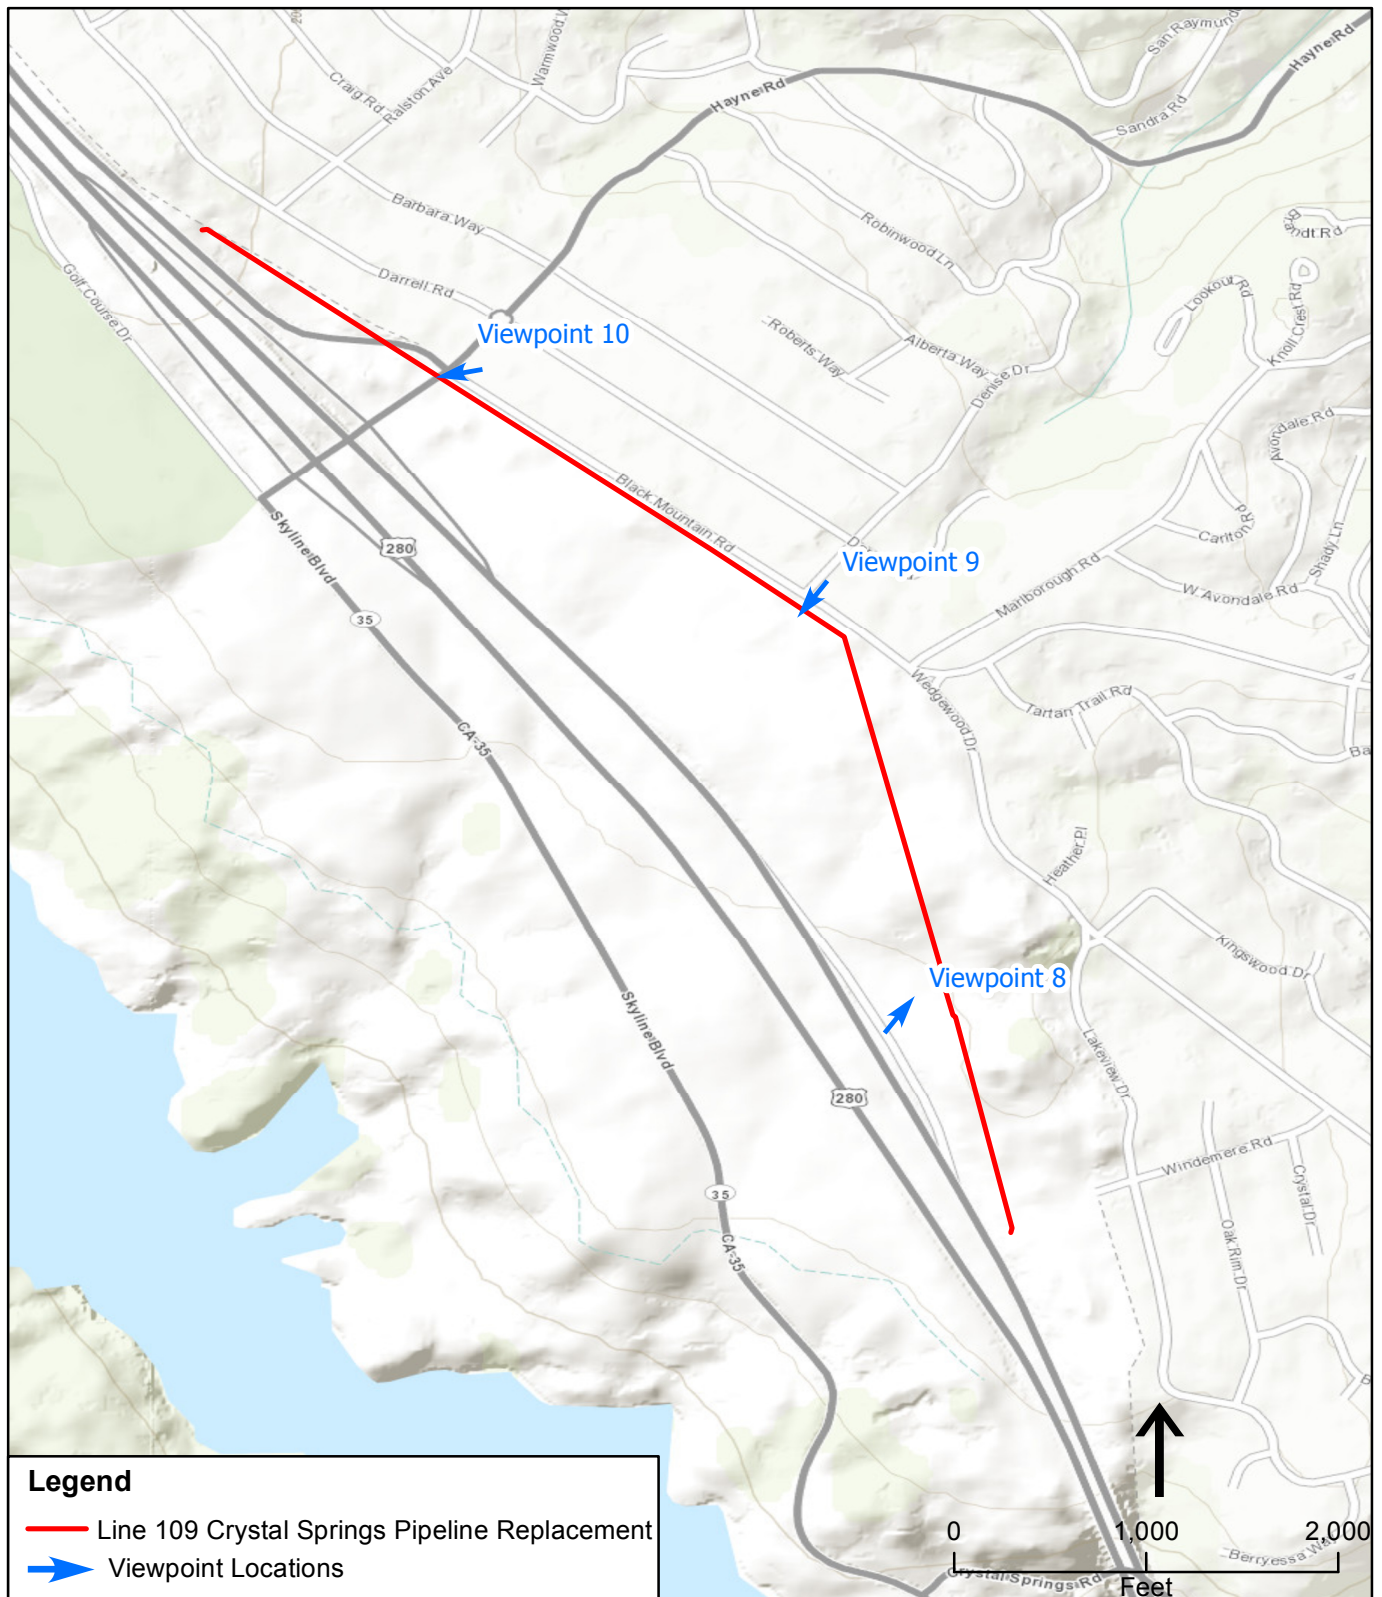 San Raymund
Hayne Rd
Warmwood W
Craig Rd
Ralston Ave
Hayne Rd
Sandra Rd
Barbara Way
Robinwood Ln
Brandt Rd
Golf Course Dr
Darrell Rd
Lookout Rd
Knoll Crest Rd
Viewpoint 10
Roberts Way
Alberta Way
Denise Dr
Avondale Rd
Black Mountain Rd
Skyline Blvd
280
Carlton Rd
Shady Ln
Viewpoint 9
Marlborough Rd
W Avondale Rd
35
Wedgewood Dr
Tartan Trail Rd
CA-35
Ba
Heather Pl
Kingswood Dr
Viewpoint 8
Skyline Blvd
Lakeview Dr
280
Windemere Rd
Crystal Dr
35
Oak Rim Dr
CA-35
B
Legend
Line 109 Crystal Springs Pipeline Replacement
Viewpoint Locations
0 1,000 2,000
Feet
Berryessa Way
Crystal Springs Rd